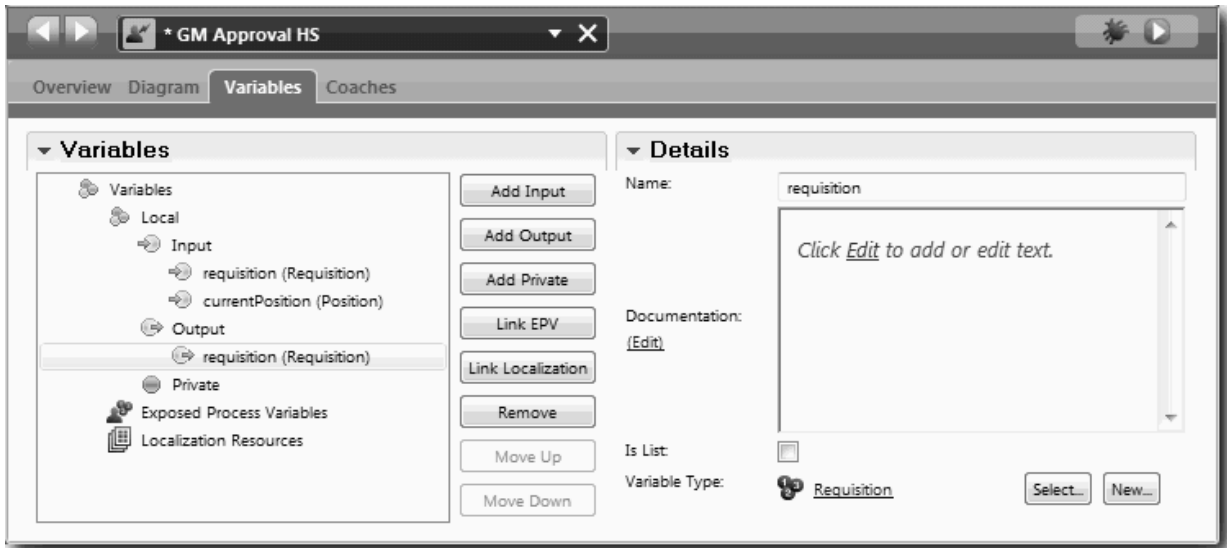 * GM Approval HS
Overview Diagram Variables Coaches
Variables
Variables
Local
Input
requisition (Requisition)
currentPosition (Position)
Output
requisition (Requisition)
Private
Exposed Process Variables
Localization Resources
Add Input
Add Output
Add Private
Link EPV
Link Localization
Remove
Move Up
Move Down
Details
Name: requisition
Click Edit to add or edit text.
Documentation:
(Edit)
Is List:
Variable Type: Requisition Select... New...